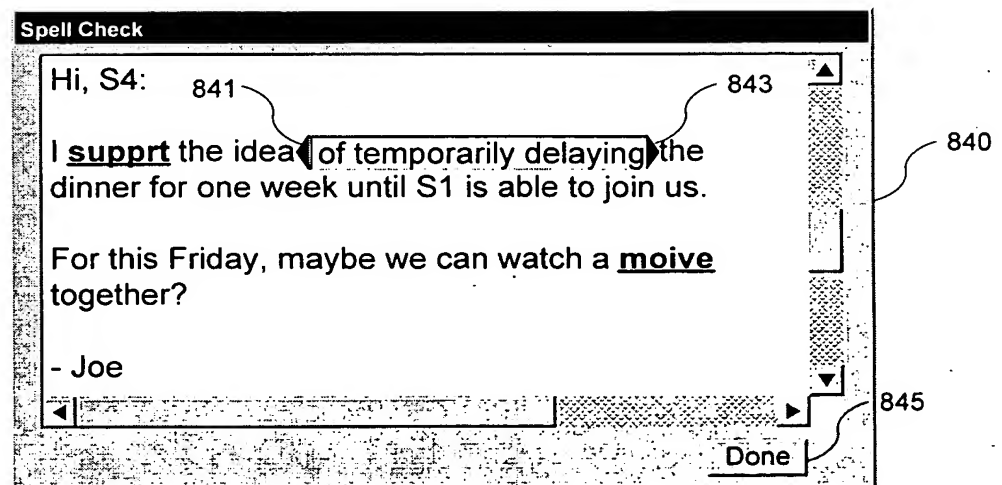 Spell Check
Hi, S4:
841
843
I supprt the idea of temporarily delaying the
840
dinner for one week until S1 is able to join us.
For this Friday, maybe we can watch a moive
together?
- Joe
845
Done